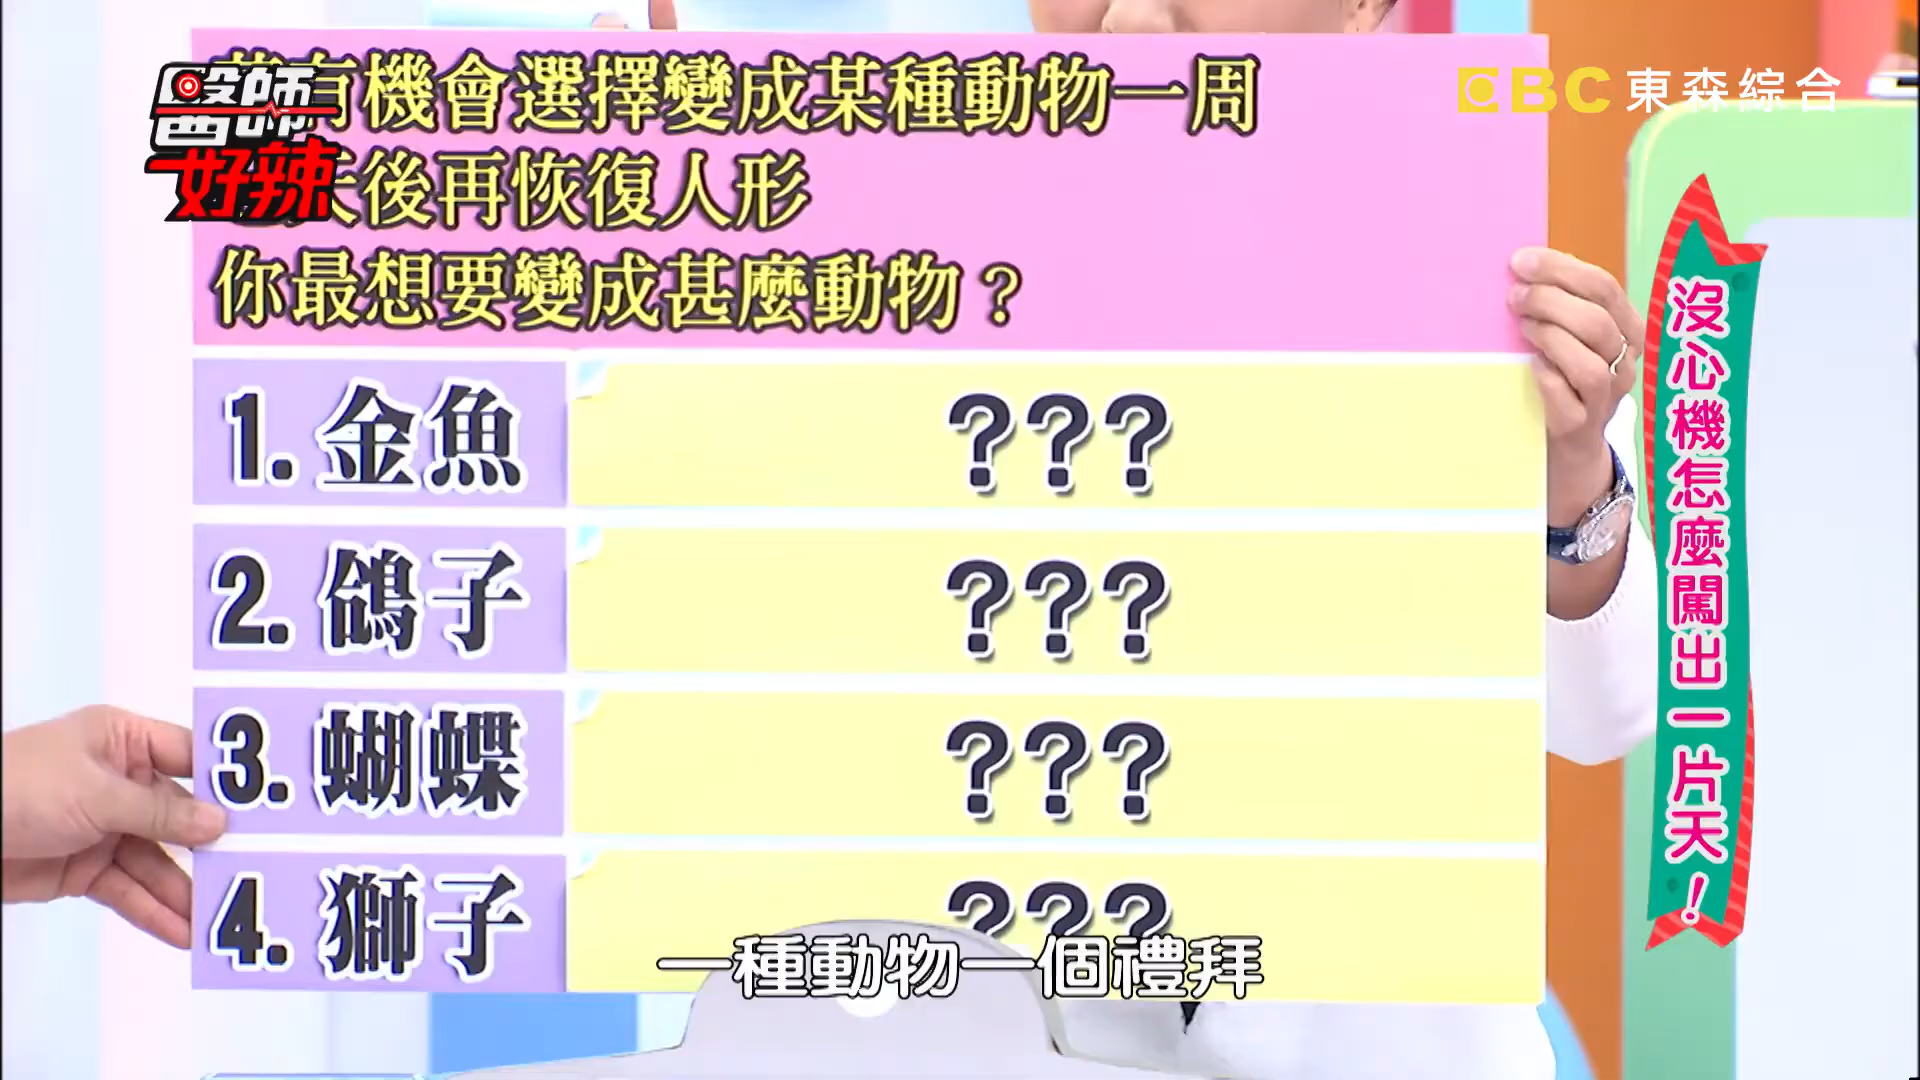 醫師
好辣
有機會選擇變成某種動物一周
天後再恢復人形
你最想要變成甚麼動物？
EBC 東森綜合
1. 金魚
？？？
2. 鴿子
？？？
3. 蝴蝶
？？？
4. 獅子
？？？
沒心機怎麼闖出一片天！
一種動物一個禮拜